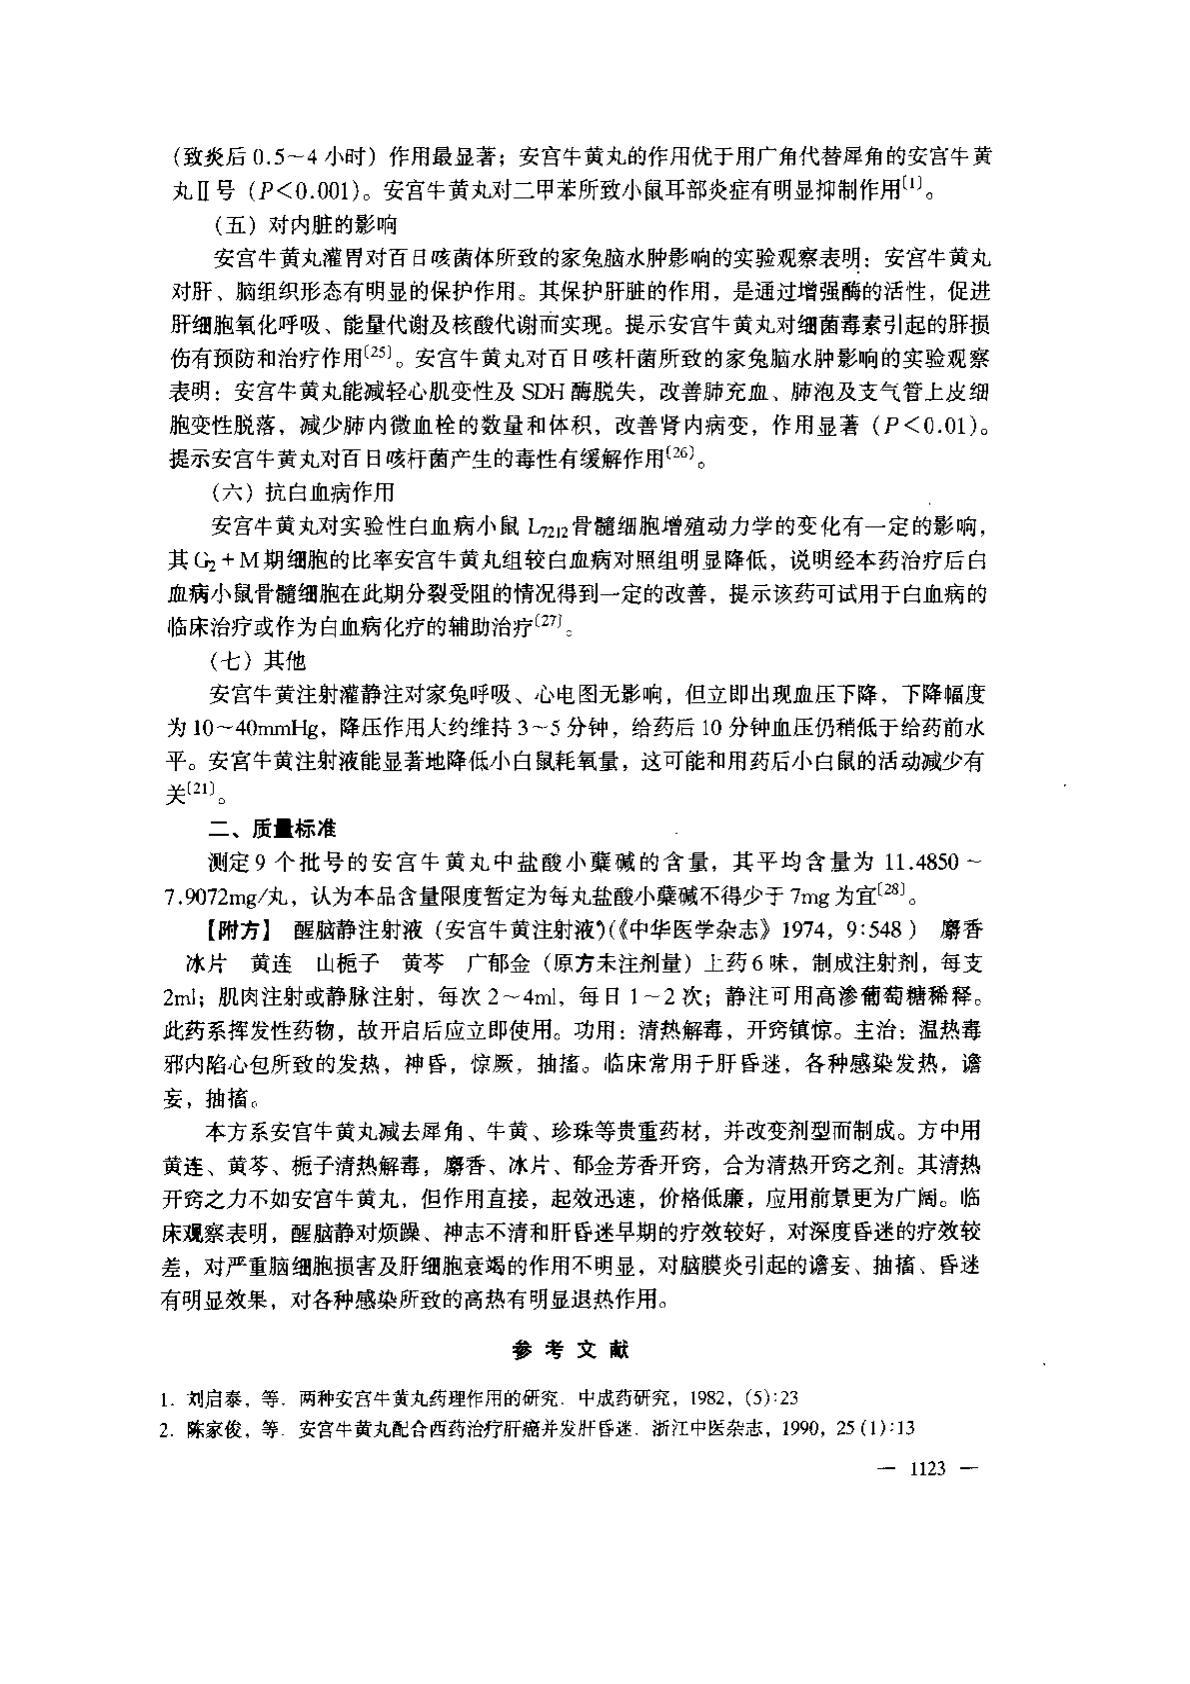 (致炎后0.5～4小时）作用最显著；安宫牛黄丸的作用优于用广角代替犀角的安宫牛黄
丸Ⅱ号（P＜0.001)。安宫牛黄丸对二甲苯所致小鼠耳部炎症有明显抑制作用〔1〕。
（五）对内脏的影响
安宫牛黄丸灌胃对百日咳菌体所致的家兔脑水肿影响的实验观察表明：安宫牛黄丸
对肝、脑组织形态有明显的保护作用。其保护肝脏的作用，是通过增强酶的活性，促进
肝细胞氧化呼吸、能量代谢及核酸代谢而实现。提示安宫牛黄丸对细菌毒素引起的肝损
伤有预防和治疗作用〔25〕。安宫牛黄丸对百日咳杆菌所致的家兔脑水肿影响的实验观察
表明：安宫牛黄丸能减轻心肌变性及SDH酶脱失，改善肺充血、肺泡及支气管上皮细
胞变性脱落，减少肺内微血栓的数量和体积，改善肾内病变，作用显著（P＜0.01)。
提示安宫牛黄丸对百日咳杆菌产生的毒性有缓解作用〔26〕。
（六）抗白血病作用
安宫牛黄丸对实验性白血病小鼠L7212骨髓细胞增殖动力学的变化有一定的影响，
其G2+M期细胞的比率安宫牛黄丸组较白血病对照组明显降低，说明经本药治疗后白
血病小鼠骨髓细胞在此期分裂受阻的情况得到一定的改善，提示该药可试用于白血病的
临床治疗或作为白血病化疗的辅助治疗〔27〕。
（七）其他
安宫牛黄注射灌静注对家兔呼吸、心电图无影响，但立即出现血压下降，下降幅度
为10～40mmHg，降压作用大约维持3～5分钟，给药后10分钟血压仍稍低于给药前水
平。安宫牛黄注射液能显著地降低小白鼠耗氧量，这可能和用药后小白鼠的活动减少有
关〔21〕。
二、质量标准
测定9个批号的安宫牛黄丸中盐酸小蘖碱的含量，其平均含量为11.4850～
7.9072mg/丸，认为本品含量限度暂定为每丸盐酸小蘖碱不得少于7mg为宜〔28〕。
【附方】 醒脑静注射液（安宫牛黄注射液）(《中华医学杂志》1974，9:548） 麝香
冰片 黄连 山栀子 黄芩 广郁金（原方未注剂量）上药6味，制成注射剂，每支
2ml；肌肉注射或静脉注射，每次2～4ml，每日1～2次；静注可用高渗葡萄糖稀释。
此药系挥发性药物，故开启后应立即使用。功用：清热解毒，开窍镇惊。主治：温热毒
邪内陷心包所致的发热，神昏，惊厥，抽搐。临床常用于肝昏迷，各种感染发热，谵
妄，抽搐。
本方系安宫牛黄丸减去犀角、牛黄、珍珠等贵重药材，并改变剂型而制成。方中用
黄连、黄芩、栀子清热解毒，麝香、冰片、郁金芳香开窍，合为清热开窍之剂。其清热
开窍之力不如安宫牛黄丸，但作用直接，起效迅速，价格低廉，应用前景更为广阔。临
床观察表明，醒脑静对烦躁、神志不清和肝昏迷早期的疗效较好，对深度昏迷的疗效较
差，对严重脑细胞损害及肝细胞衰竭的作用不明显，对脑膜炎引起的谵妄、抽搐、昏迷
有明显效果，对各种感染所致的高热有明显退热作用。
参考文献
1. 刘启泰，等. 两种安宫牛黄丸药理作用的研究. 中成药研究，1982，(5):23
2. 陈家俊，等. 安宫牛黄丸配合西药治疗肝癌并发肝昏迷. 浙江中医杂志，1990，25(1):13
— 1123 —